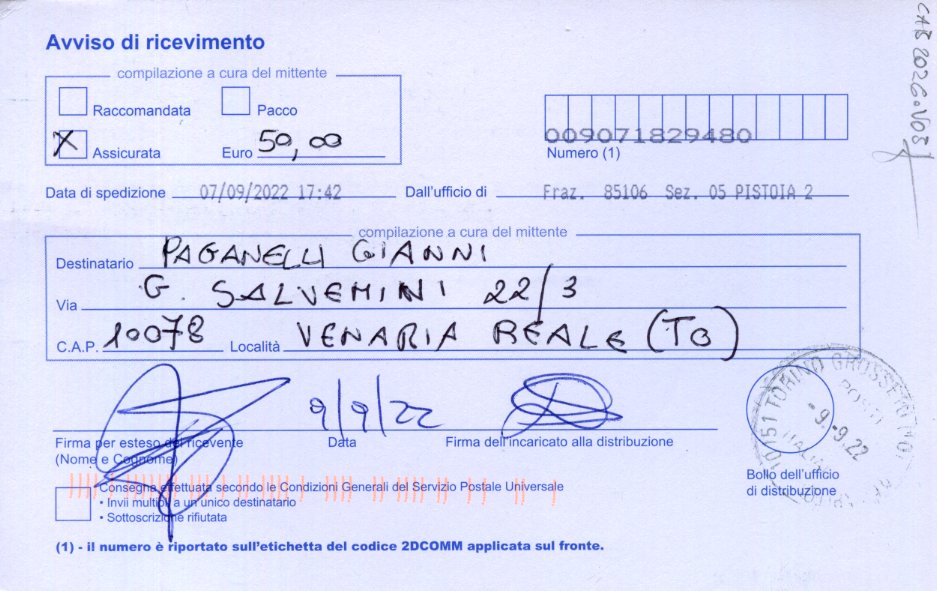 Avviso di ricevimento
compilazione a cura del mittente
Raccomandata Pacco
X Assicurata Euro 50,00
009071829480
Numero (1)
Data di spedizione 07/09/2022 17:42 Dall'ufficio di Fraz. 85106 Sez. 05 PISTOIA 2
compilazione a cura del mittente
Destinatario PAGANELLI GIANNI
Via G. SALVEMINI 22/3
C.A.P. 10078 Località VENARIA REALE (TO)
9/9/22
Firma per esteso del ricevente Data Firma dell'incaricato alla distribuzione
(Nome e Cognome)
10151 TORINO
-9.-9.22
Bollo dell'ufficio
di distribuzione
Consegna effettuata secondo le Condizioni Generali del Servizio Postale Universale
• Invii multipli a un unico destinatario
• Sottoscrizione rifiutata
(1) - il numero è riportato sull'etichetta del codice 2DCOMM applicata sul fronte.